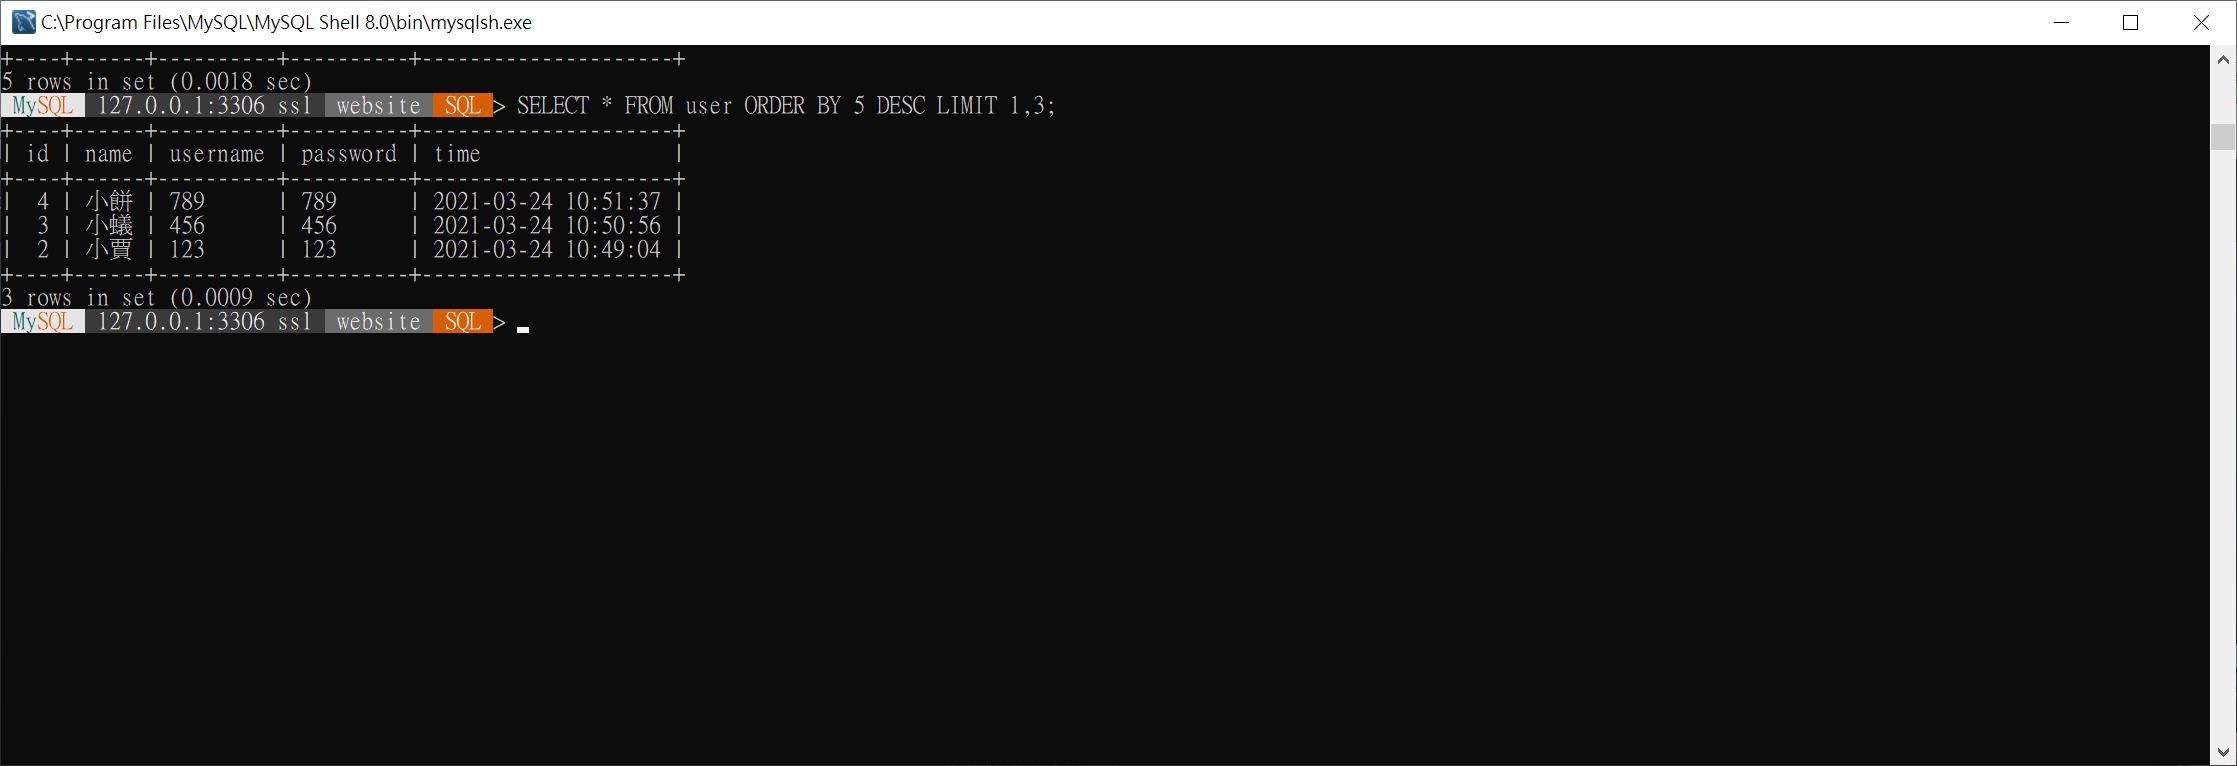 C:\Program Files\MySQL\MySQL Shell 8.0\bin\mysqlsh.exe
+----+------+----------+----------+---------------------+
5 rows in set (0.0018 sec)
MySQL 127.0.0.1:3306 ssl website SQL > SELECT * FROM user ORDER BY 5 DESC LIMIT 1,3;
+----+------+----------+----------+---------------------+
| id | name | username | password | time                |
+----+------+----------+----------+---------------------+
|  4 | 小餅 | 789      | 789      | 2021-03-24 10:51:37 |
|  3 | 小蟻 | 456      | 456      | 2021-03-24 10:50:56 |
|  2 | 小賈 | 123      | 123      | 2021-03-24 10:49:04 |
+----+------+----------+----------+---------------------+
3 rows in set (0.0009 sec)
MySQL 127.0.0.1:3306 ssl website SQL >